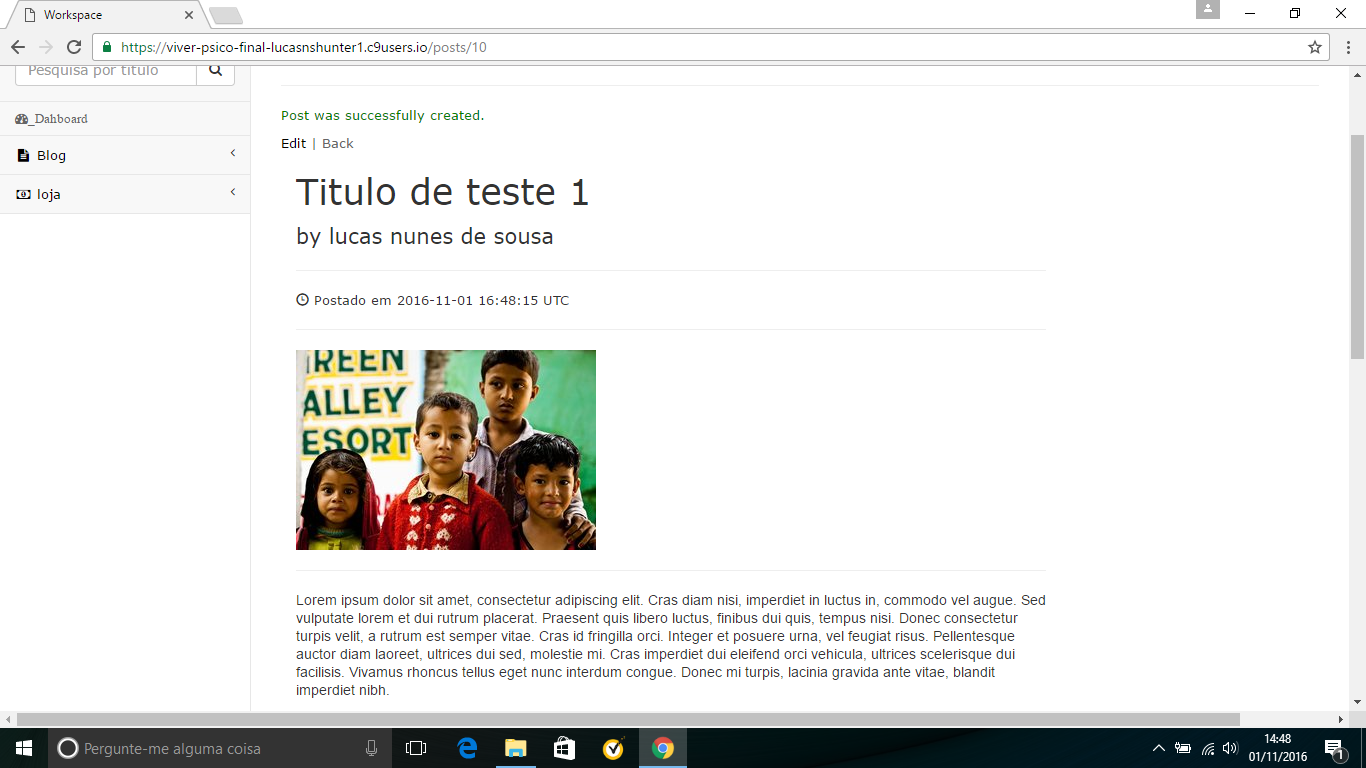 Workspace
https://viver-psico-final-lucasnshunter1.c9users.io/posts/10
Pesquisa por titulo
_Dahboard
Blog
loja
Post was successfully created.
Edit | Back
Titulo de teste 1
by lucas nunes de sousa
Postado em 2016-11-01 16:48:15 UTC
REEN
ALLEY
ESORT
Lorem ipsum dolor sit amet, consectetur adipiscing elit. Cras diam nisi, imperdiet in luctus in, commodo vel augue. Sed
vulputate lorem et dui rutrum placerat. Praesent quis libero luctus, finibus dui quis, tempus nisi. Donec consectetur
turpis velit, a rutrum est semper vitae. Cras id fringilla orci. Integer et posuere urna, vel feugiat risus. Pellentesque
auctor diam laoreet, ultrices dui sed, molestie mi. Cras imperdiet dui eleifend orci vehicula, ultrices scelerisque dui
facilisis. Vivamus rhoncus tellus eget nunc interdum congue. Donec mi turpis, lacinia gravida ante vitae, blandit
imperdiet nibh.
Pergunte-me alguma coisa
14:48
01/11/2016
1